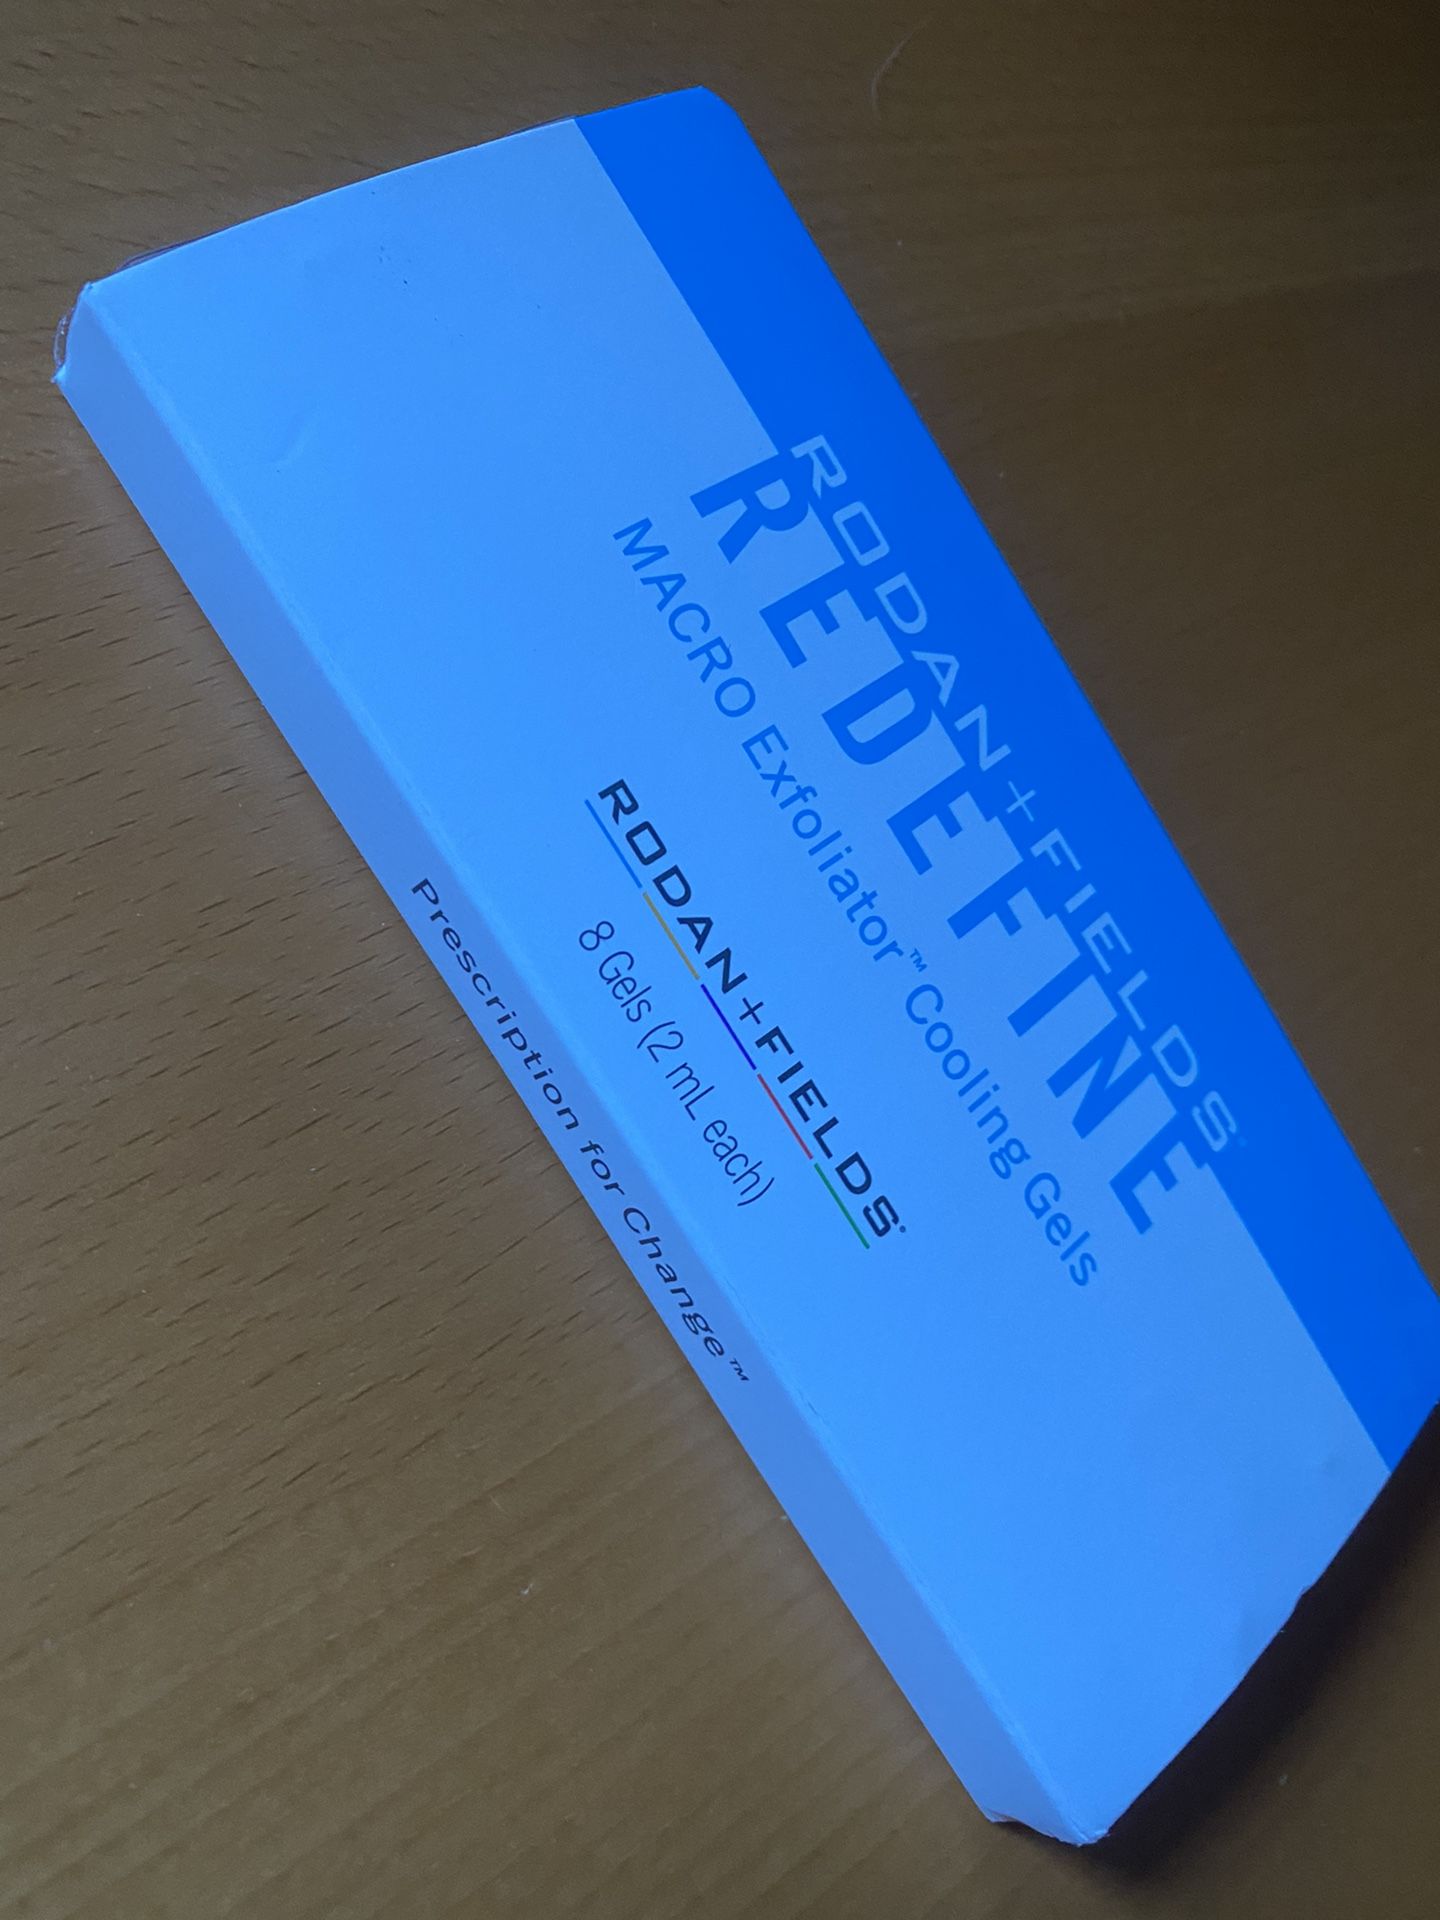 RODAN+FIELDS®
REDEFINE
MACRO Exfoliator™ Cooling Gels
RODAN+FIELDS®
8 Gels (2 mL each)
Prescription for Change™